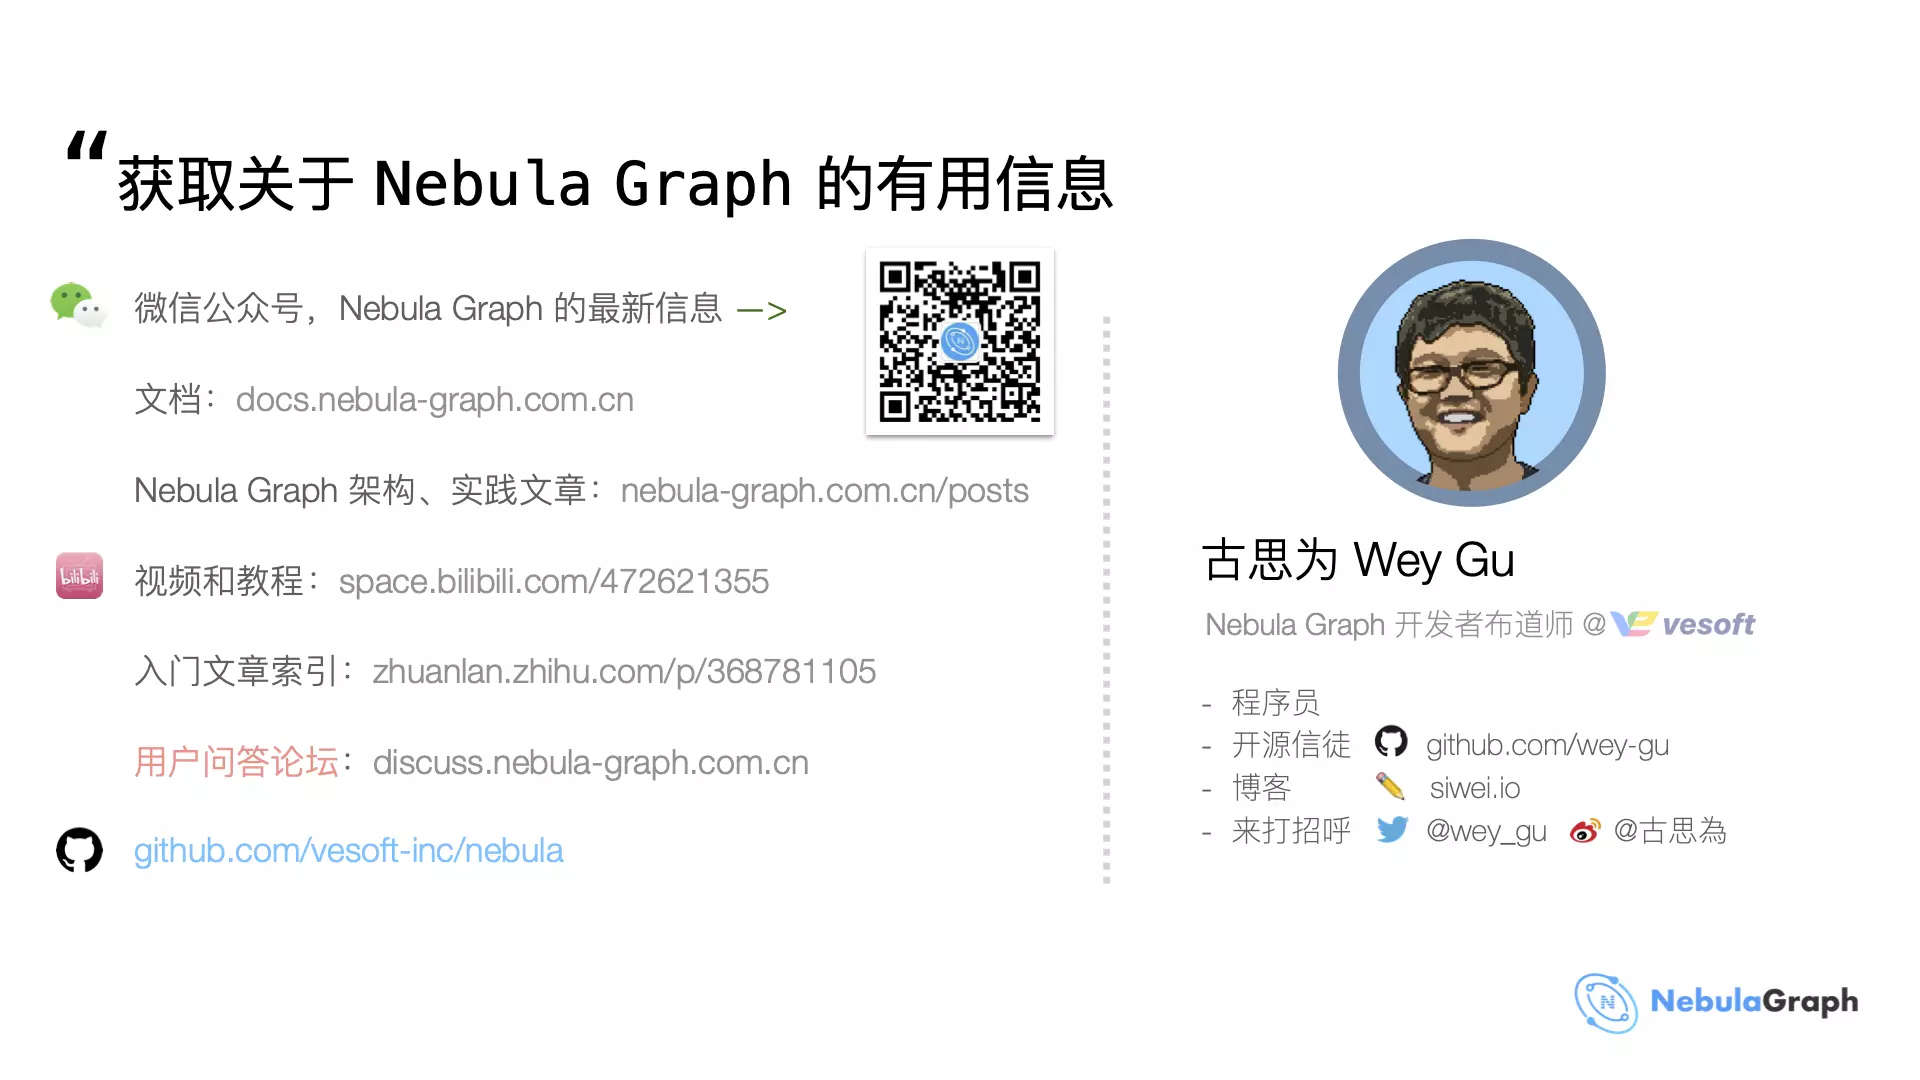 “获取关于 Nebula Graph 的有用信息
微信公众号，Nebula Graph 的最新信息 —>
文档：docs.nebula-graph.com.cn
Nebula Graph 架构、实践文章：nebula-graph.com.cn/posts
bilibili
视频和教程：space.bilibili.com/472621355
入门文章索引：zhuanlan.zhihu.com/p/368781105
用户问答论坛：discuss.nebula-graph.com.cn
github.com/vesoft-inc/nebula
古思为 Wey Gu
Nebula Graph 开发者布道师 @ vesoft
- 程序员
- 开源信徒 github.com/wey-gu
- 博客 siwei.io
- 来打招呼 @wey_gu @古思為
NebulaGraph